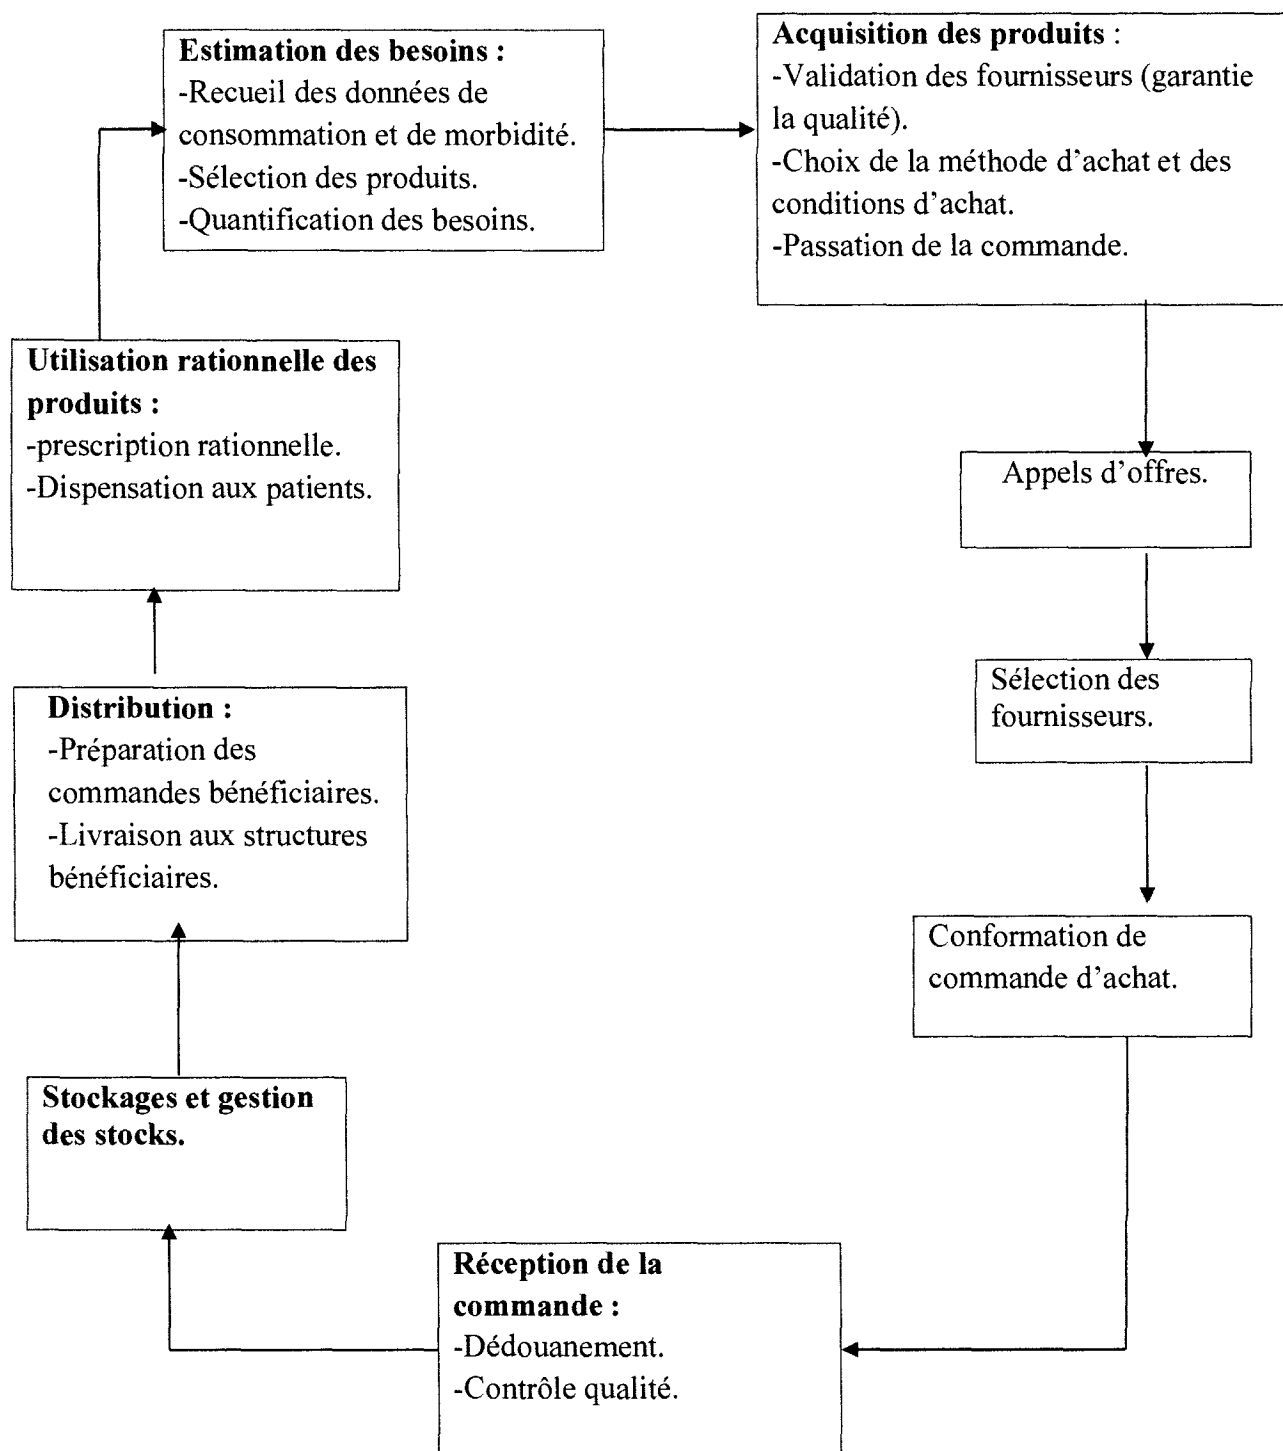 Estimation des besoins :
-Recueil des données de
consommation et de morbidité.
-Sélection des produits.
-Quantification des besoins.
Acquisition des produits :
-Validation des fournisseurs (garantie
la qualité).
-Choix de la méthode d'achat et des
conditions d'achat.
-Passation de la commande.
Appels d'offres.
Sélection des
fournisseurs.
Conformation de
commande d'achat.
Réception de la
commande :
-Dédouanement.
-Contrôle qualité.
Stockages et gestion
des stocks.
Distribution :
-Préparation des
commandes bénéficiaires.
-Livraison aux structures
bénéficiaires.
Utilisation rationnelle des
produits :
-prescription rationnelle.
-Dispensation aux patients.